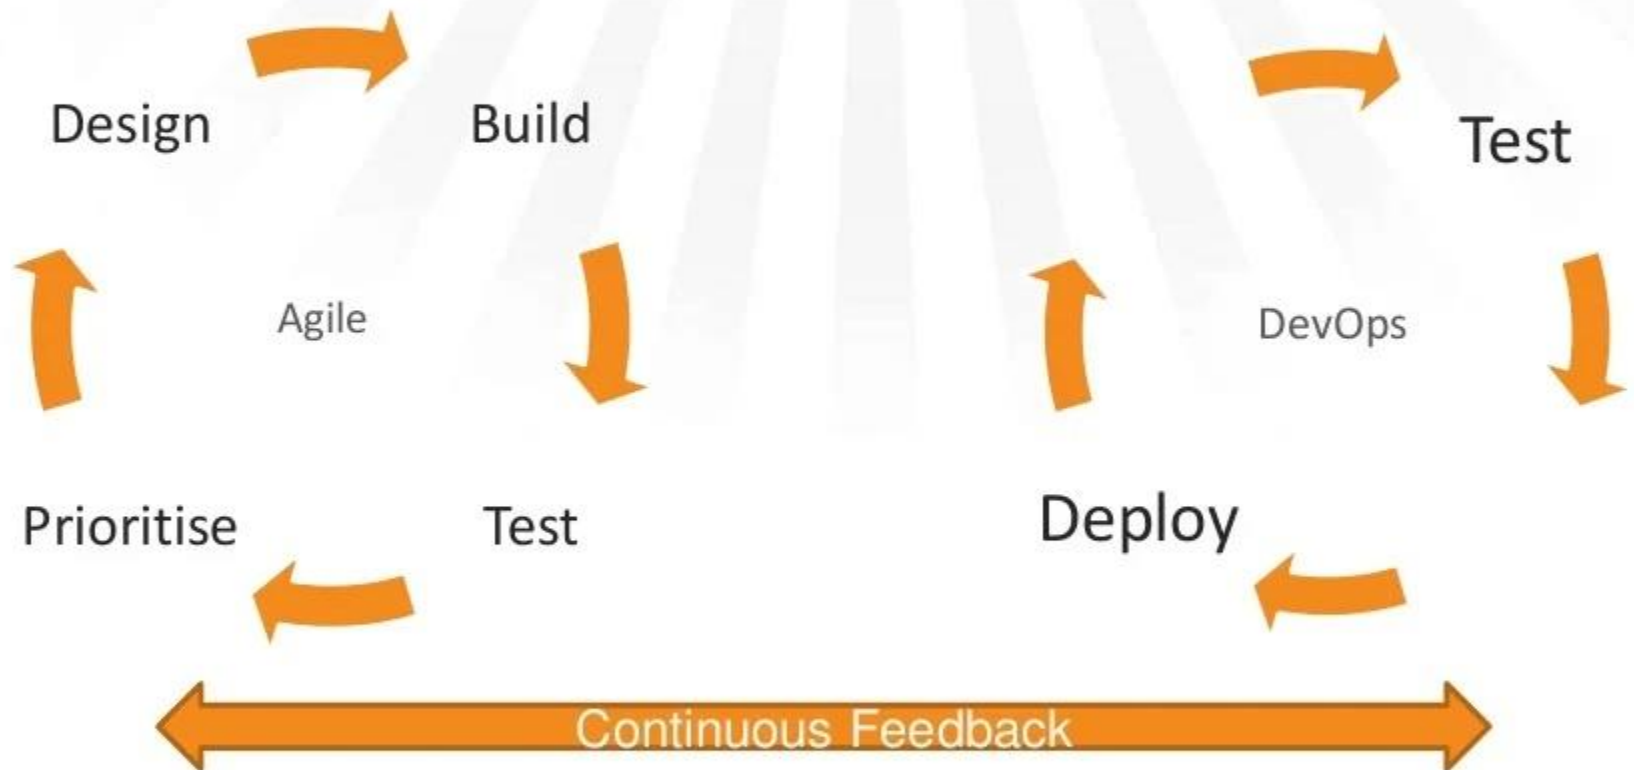 Design
Build
Test
Agile
DevOps
Prioritise
Test
Deploy
Continuous Feedback